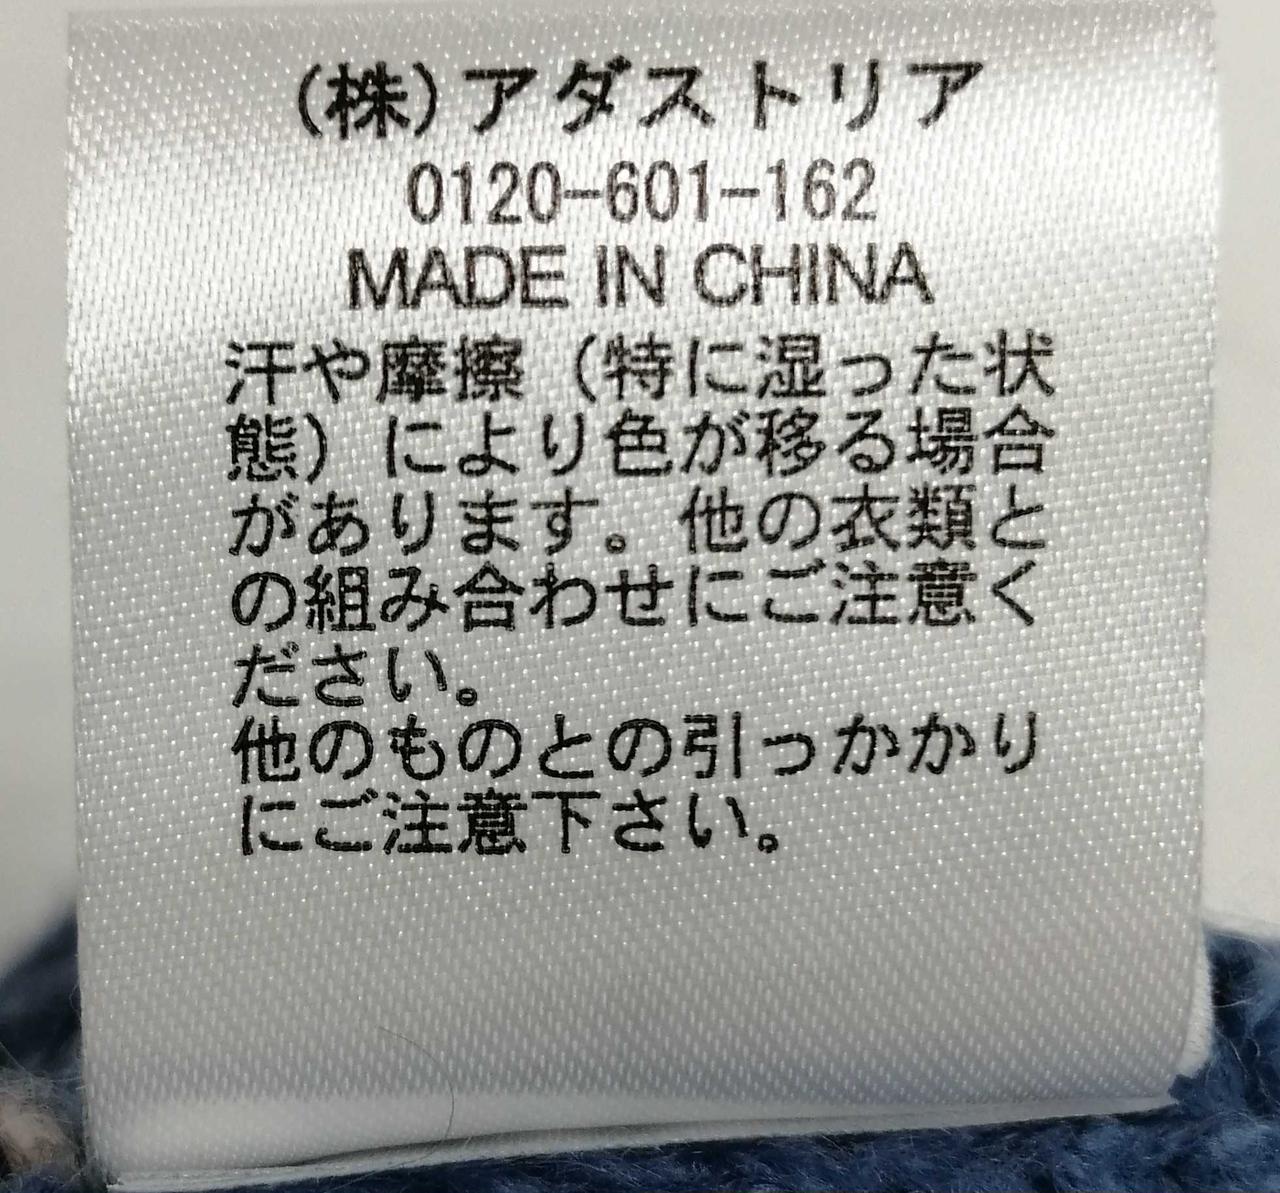 (株)アダストリア
0120-601-162
MADE IN CHINA
汗や摩擦（特に湿った状
態）により色が移る場合
があります。他の衣類と
の組み合わせにご注意く
ださい。
他のものとの引っかかり
にご注意下さい。